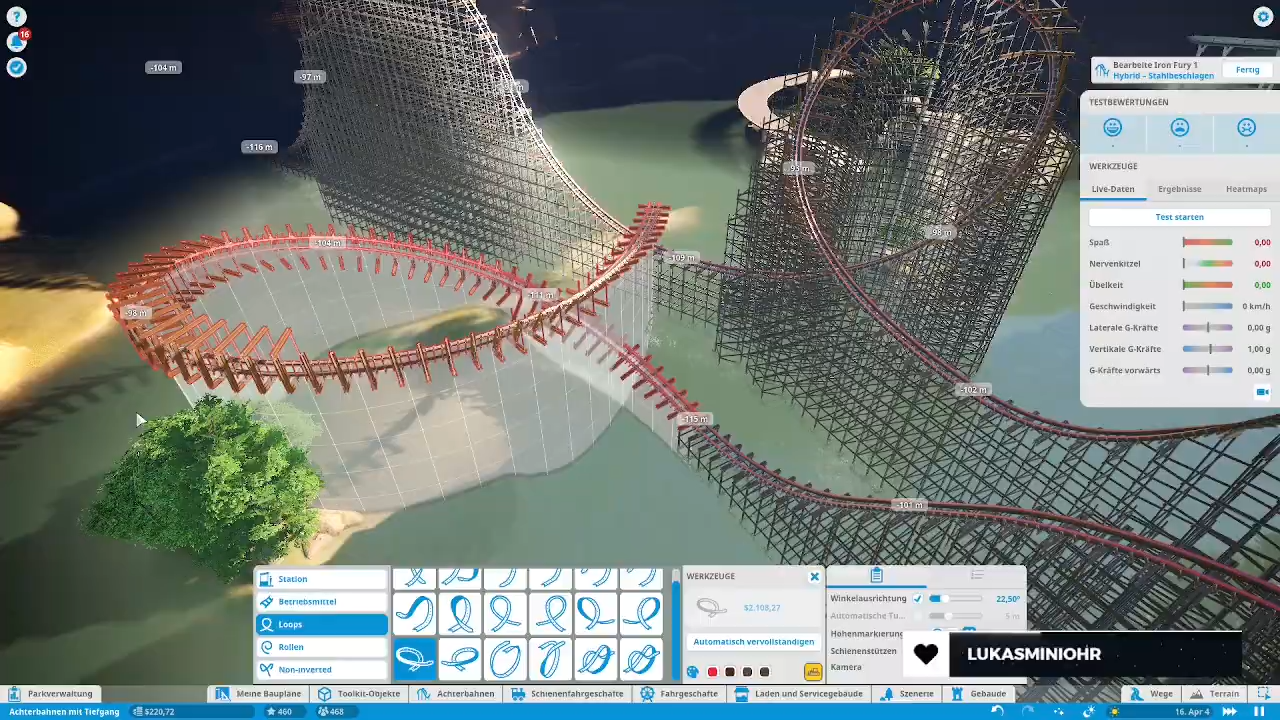 ?
16
-104 m
-97 m
-116 m
-93 m
-98 m
-104 m
-109 m
-111 m
-98 m
-102 m
-115 m
-101 m
Bearbeite Iron Fury 1
Hybrid – Stahlbeschlagen
Fertig
TESTBEWERTUNGEN
- - -
WERKZEUGE
Live-Daten Ergebnisse Heatmaps
Test starten
Spaß 0,00
Nervenkitzel 0,00
Übelkeit 0,00
Geschwindigkeit 0 km/h
Laterale G-Kräfte 0,00 g
Vertikale G-Kräfte 1,00 g
G-Kräfte vorwärts 0,00 g
Station
Betriebsmittel
Loops
Rollen
Non-inverted
WERKZEUGE
$2.108,27
Automatisch vervollständigen
Winkelausrichtung 22,50°
Automatische Tu... 5 m
Höhenmarkierung
Schienenstützen
Kamera
LUKASMINIOHR
Parkverwaltung Meine Baupläne Toolkit-Objekte Achterbahnen Schienenfahrgeschäfte Fahrgeschäfte Läden und Servicegebäude Szenerie Gebäude Wege Terrain
Achterbahnen mit Tiefgang $220,72 460 468 16. Apr 4